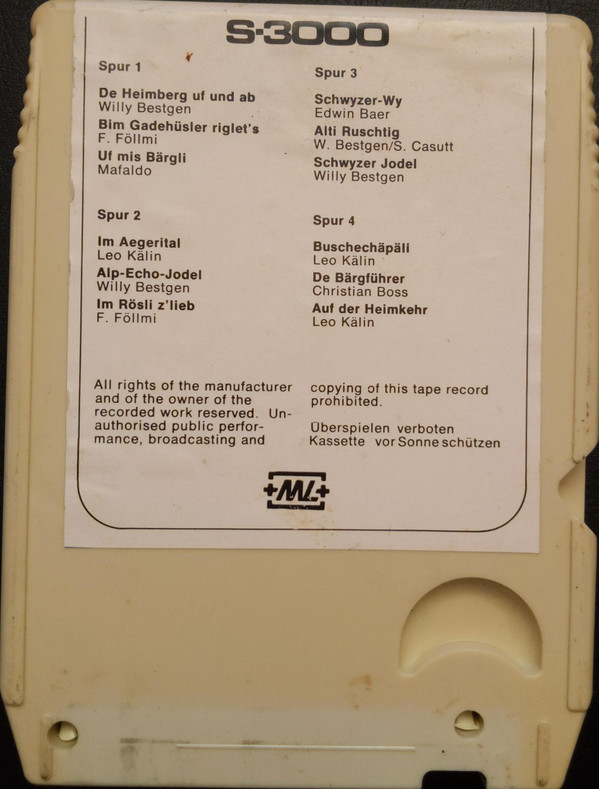 S-3000
Spur 1
De Heimberg uf und ab
Willy Bestgen
Bim Gadehüsler riglet's
F. Föllmi
Uf mis Bärgli
Mafaldo
Spur 2
Im Aegerital
Leo Kälin
Alp-Echo-Jodel
Willy Bestgen
Im Rösli z'lieb
F. Föllmi
Spur 3
Schwyzer-Wy
Edwin Baer
Alti Ruschtig
W. Bestgen/S. Casutt
Schwyzer Jodel
Willy Bestgen
Spur 4
Buschechäpäli
Leo Kälin
De Bärgführer
Christian Boss
Auf der Heimkehr
Leo Kälin
All rights of the manufacturer
and of the owner of the
recorded work reserved. Un-
authorised public perfor-
mance, broadcasting and
copying of this tape record
prohibited.
Überspielen verboten
Kassette vor Sonne schützen
+ML+